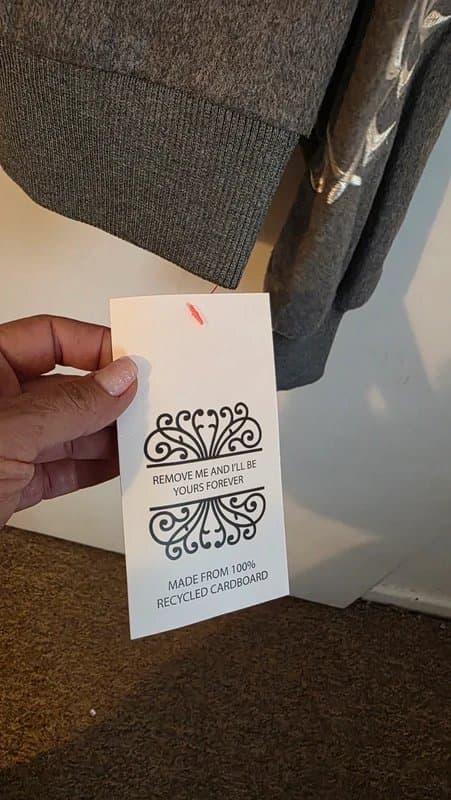 REMOVE ME AND I'LL BE
YOURS FOREVER
MADE FROM 100%
RECYCLED CARDBOARD